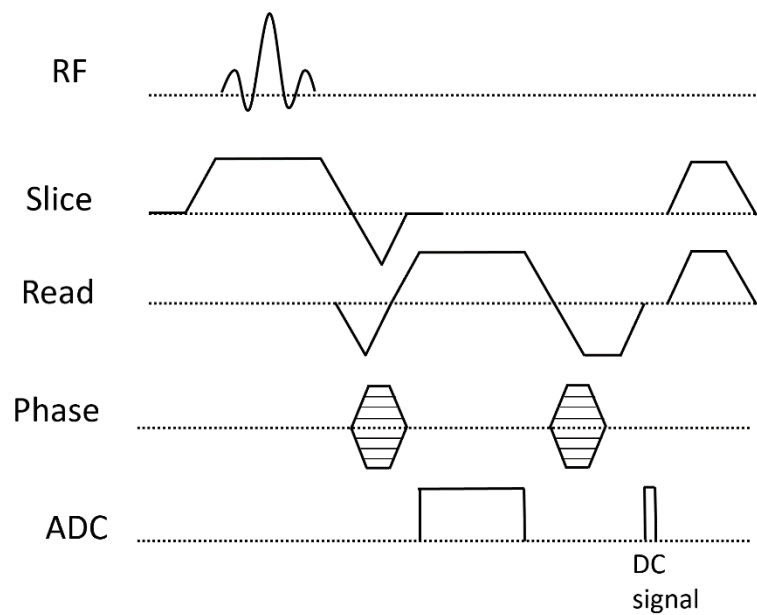 RF
Slice
Read
Phase
ADC
DC
signal